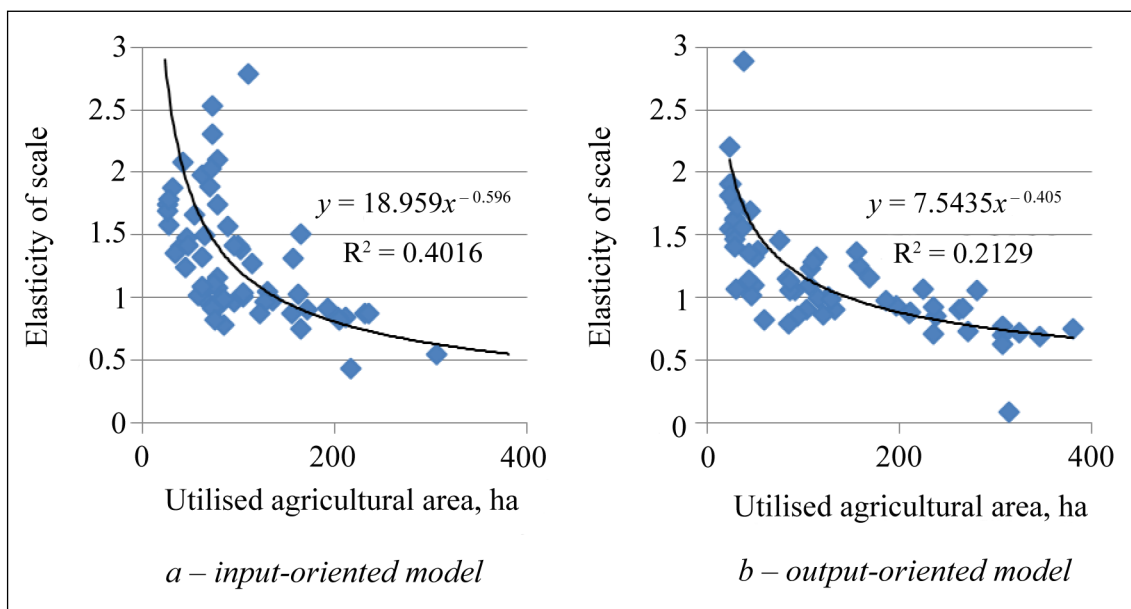 Elasticity of scale
3
2.5
2
1.5
1
0.5
0
y = 18.959x^{– 0.596}
R² = 0.4016
0 200 400
Utilised agricultural area, ha
a – input-oriented model
Elasticity of scale
3
2.5
2
1.5
1
0.5
0
y = 7.5435x^{– 0.405}
R² = 0.2129
0 200 400
Utilised agricultural area, ha
b – output-oriented model